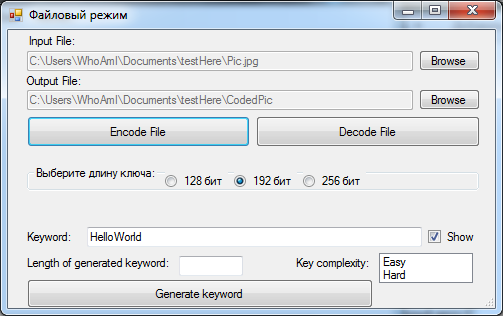 Файловый режим
Input File:
C:\Users\WhoAmI\Documents\testHere\Pic.jpg Browse
Output File:
C:\Users\WhoAmI\Documents\testHere\CodedPic Browse
Encode File Decode File
Выберите длину ключа: 128 бит 192 бит 256 бит
Keyword: HelloWorld Show
Length of generated keyword: Key complexity: Easy
Hard
Generate keyword